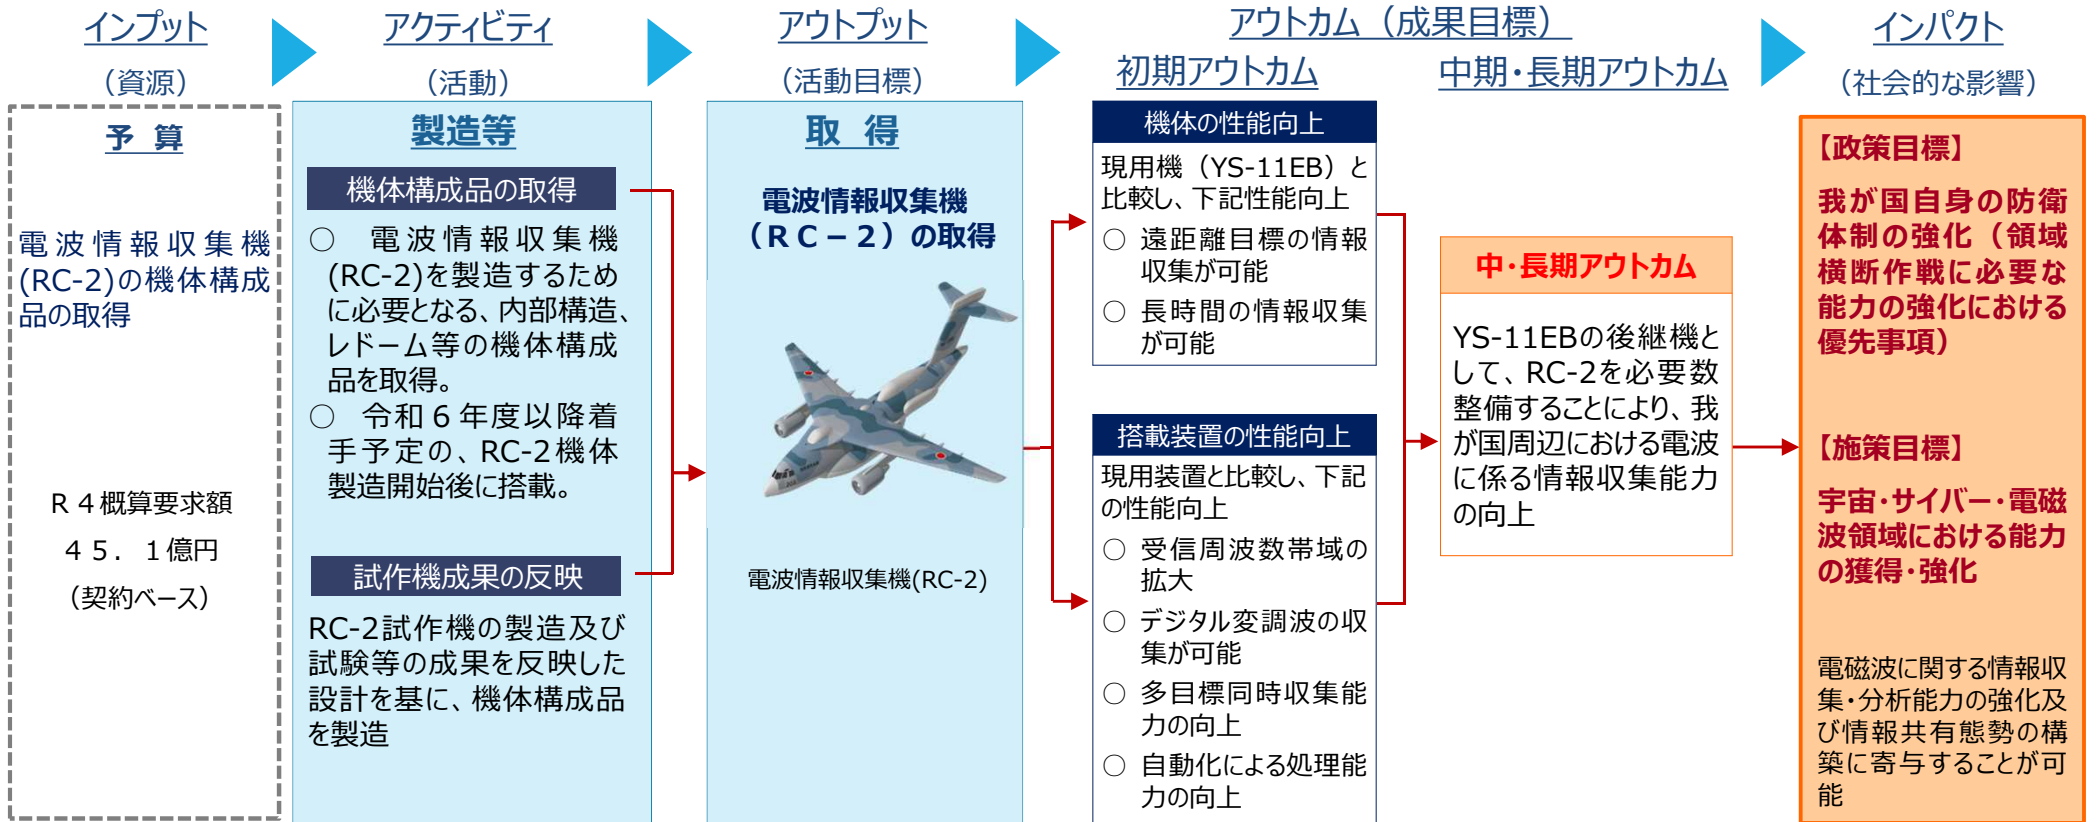 インプット
（資源）
アクティビティ
（活動）
アウトプット
（活動目標）
アウトカム（成果目標）
初期アウトカム
中期・長期アウトカム
インパクト
（社会的な影響）
予 算
電波情報収集機
(RC-2)の機体構成
品の取得
R４概算要求額
４５．１億円
（契約ベース）
製造等
機体構成品の取得
○　電波情報収集機
(RC-2)を製造するため
に必要となる、内部構造、
レドーム等の機体構成
品を取得。
○　令和６年度以降着
手予定の、RC-2機体
製造開始後に搭載。
試作機成果の反映
RC-2試作機の製造及び
試験等の成果を反映した
設計を基に、機体構成品
を製造
取 得
電波情報収集機
（ＲＣ－２）の取得
電波情報収集機(RC-2)
機体の性能向上
現用機（YS-11EB）と
比較し、下記性能向上
○ 遠距離目標の情報
収集が可能
○ 長時間の情報収集
が可能
搭載装置の性能向上
現用装置と比較し、下記
の性能向上
○ 受信周波数帯域の
拡大
○ デジタル変調波の収
集が可能
○ 多目標同時収集能
力の向上
○ 自動化による処理能
力の向上
中・長期アウトカム
YS-11EBの後継機と
して、RC-2を必要数
整備することにより、我
が国周辺における電波
に係る情報収集能力
の向上
【政策目標】
我が国自身の防衛
体制の強化（領域
横断作戦に必要な
能力の強化における
優先事項）
【施策目標】
宇宙・サイバー・電磁
波領域における能力
の獲得・強化
電磁波に関する情報収
集・分析能力の強化及
び情報共有態勢の構
築に寄与することが可
能